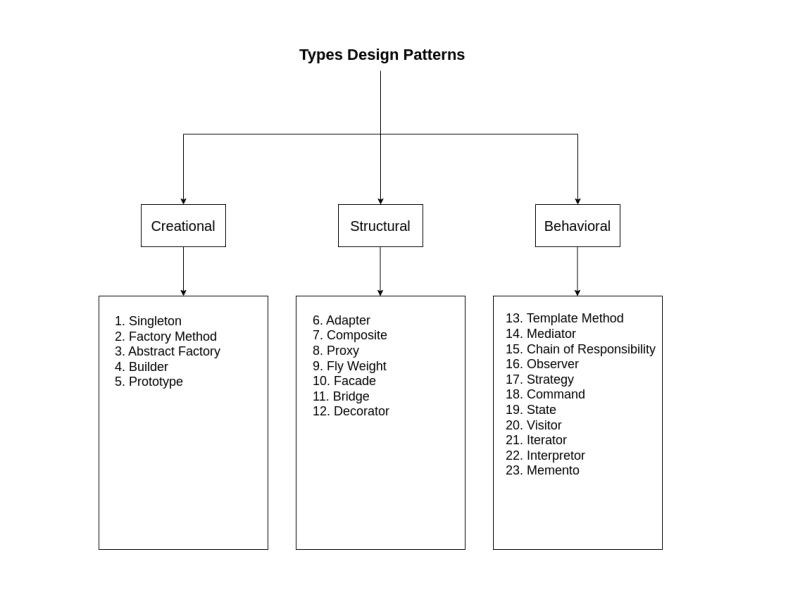 Types Design Patterns
Creational
Structural
Behavioral
1. Singleton
2. Factory Method
3. Abstract Factory
4. Builder
5. Prototype
6. Adapter
7. Composite
8. Proxy
9. Fly Weight
10. Facade
11. Bridge
12. Decorator
13. Template Method
14. Mediator
15. Chain of Responsibility
16. Observer
17. Strategy
18. Command
19. State
20. Visitor
21. Iterator
22. Interpretor
23. Memento